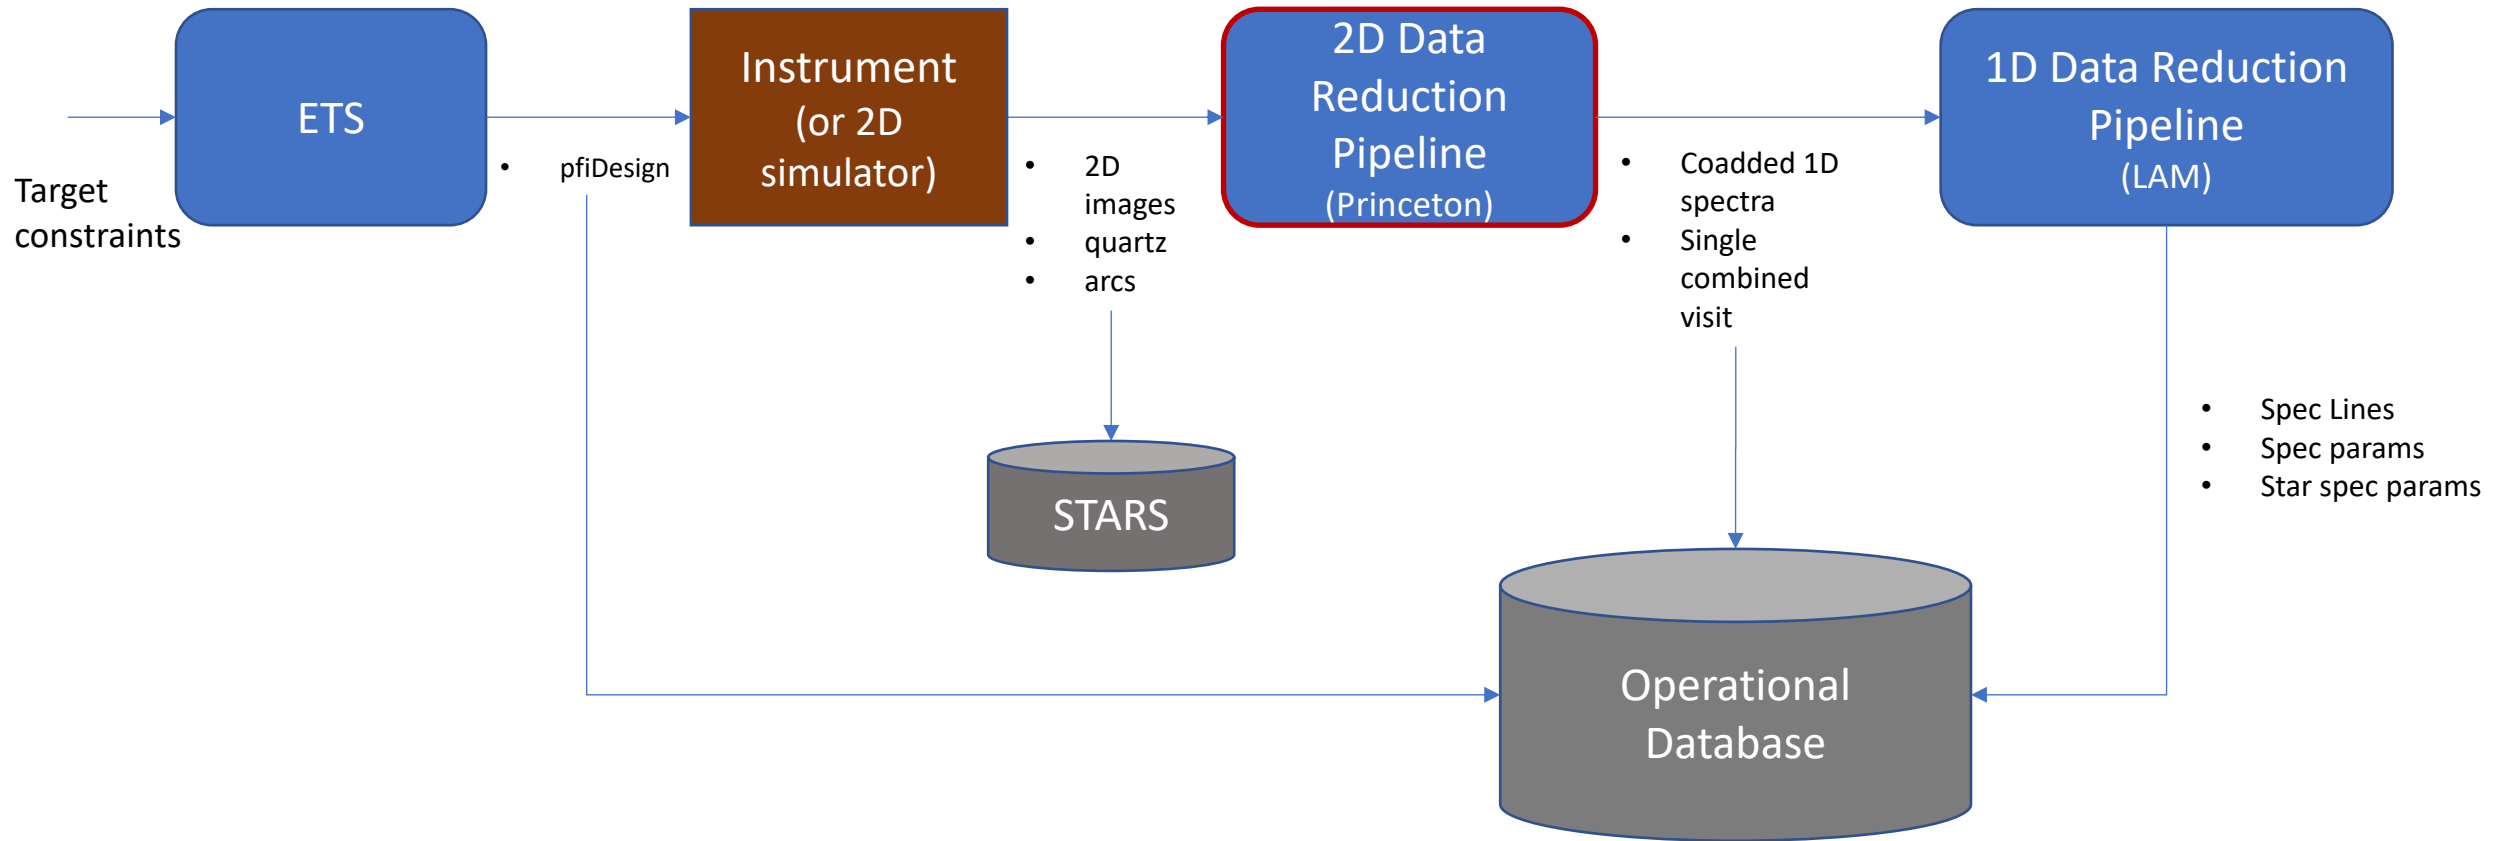 Target
constraints
ETS
• pfiDesign
Instrument
(or 2D
simulator)
• 2D
images
• quartz
• arcs
STARS
2D Data
Reduction
Pipeline
(Princeton)
• Coadded 1D
spectra
• Single
combined
visit
1D Data Reduction
Pipeline
(LAM)
• Spec Lines
• Spec params
• Star spec params
Operational
Database